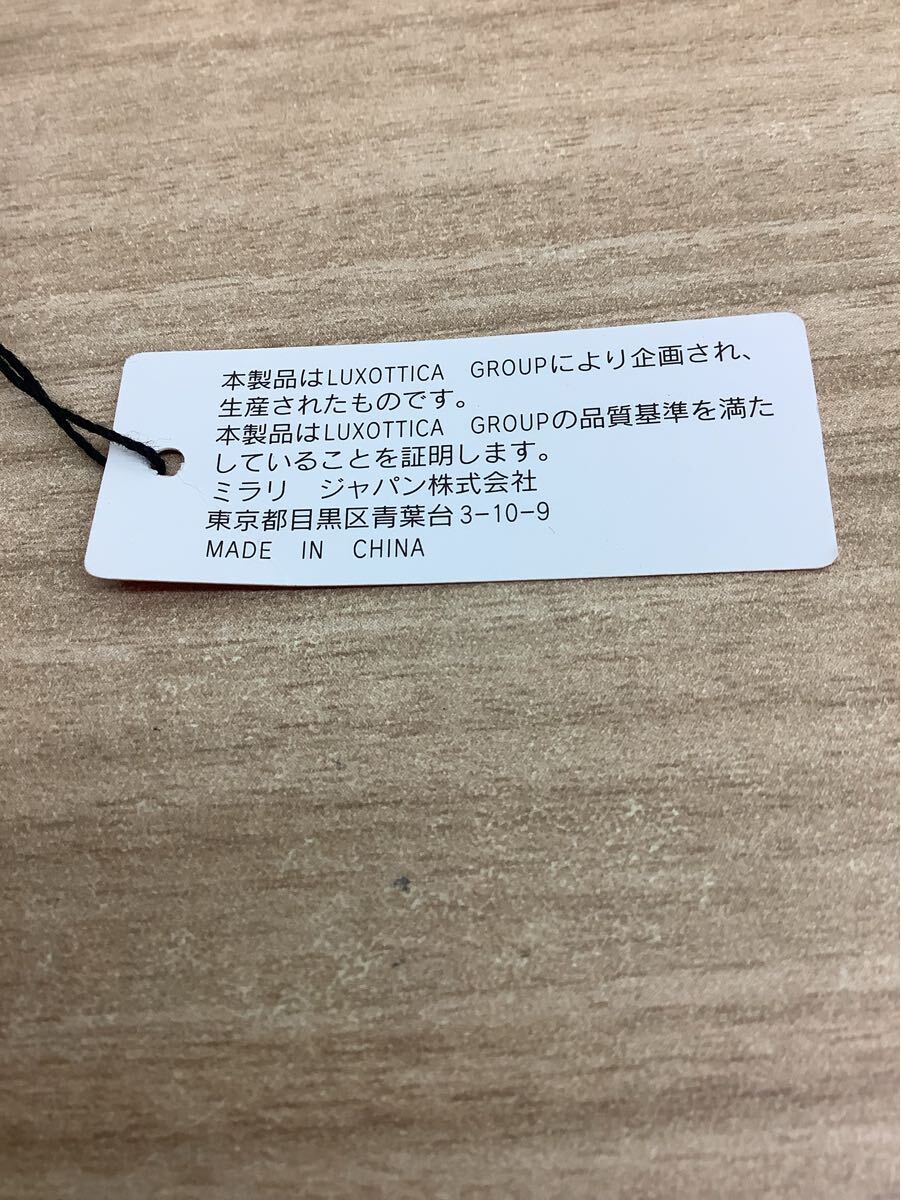 本製品はLUXOTTICA　GROUPにより企画され、
生産されたものです。
本製品はLUXOTTICA　GROUPの品質基準を満た
していることを証明します。
ミラリ　ジャパン株式会社
東京都目黒区青葉台3-10-9
MADE　IN　CHINA